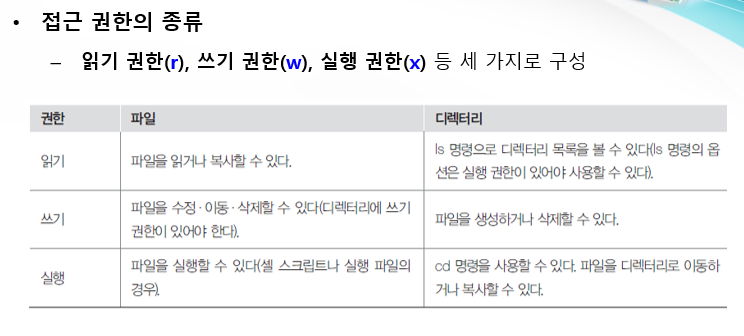 • 접근 권한의 종류
– 읽기 권한(r), 쓰기 권한(w), 실행 권한(x) 등 세 가지로 구성
권한 파일 디렉터리
읽기 파일을 읽거나 복사할 수 있다. ls 명령으로 디렉터리 목록을 볼 수 있다(ls 명령의 옵
션은 실행 권한이 있어야 사용할 수 있다).
쓰기 파일을 수정·이동·삭제할 수 있다(디렉터리에 쓰기
권한이 있어야 한다).
파일을 생성하거나 삭제할 수 있다.
실행 파일을 실행할 수 있다(셸 스크립트나 실행 파일의
경우).
cd 명령을 사용할 수 있다. 파일을 디렉터리로 이동하
거나 복사할 수 있다.